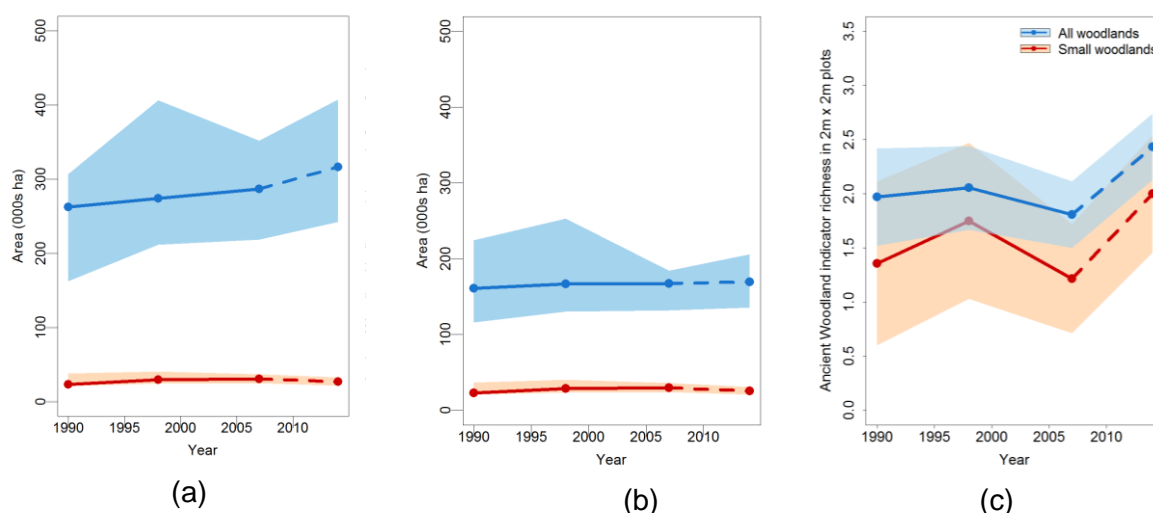 500
400
300
200
100
0
Area (000s ha)
1990 1995 2000 2005 2010
Year
(a)
500
400
300
200
100
0
Area (000s ha)
1990 1995 2000 2005 2010
Year
(b)
All woodlands
Small woodlands
3.5
3.0
2.5
2.0
1.5
1.0
0.5
0.0
Ancient Woodland indicator richness in 2m x 2m plots
1990 1995 2000 2005 2010
Year
(c)